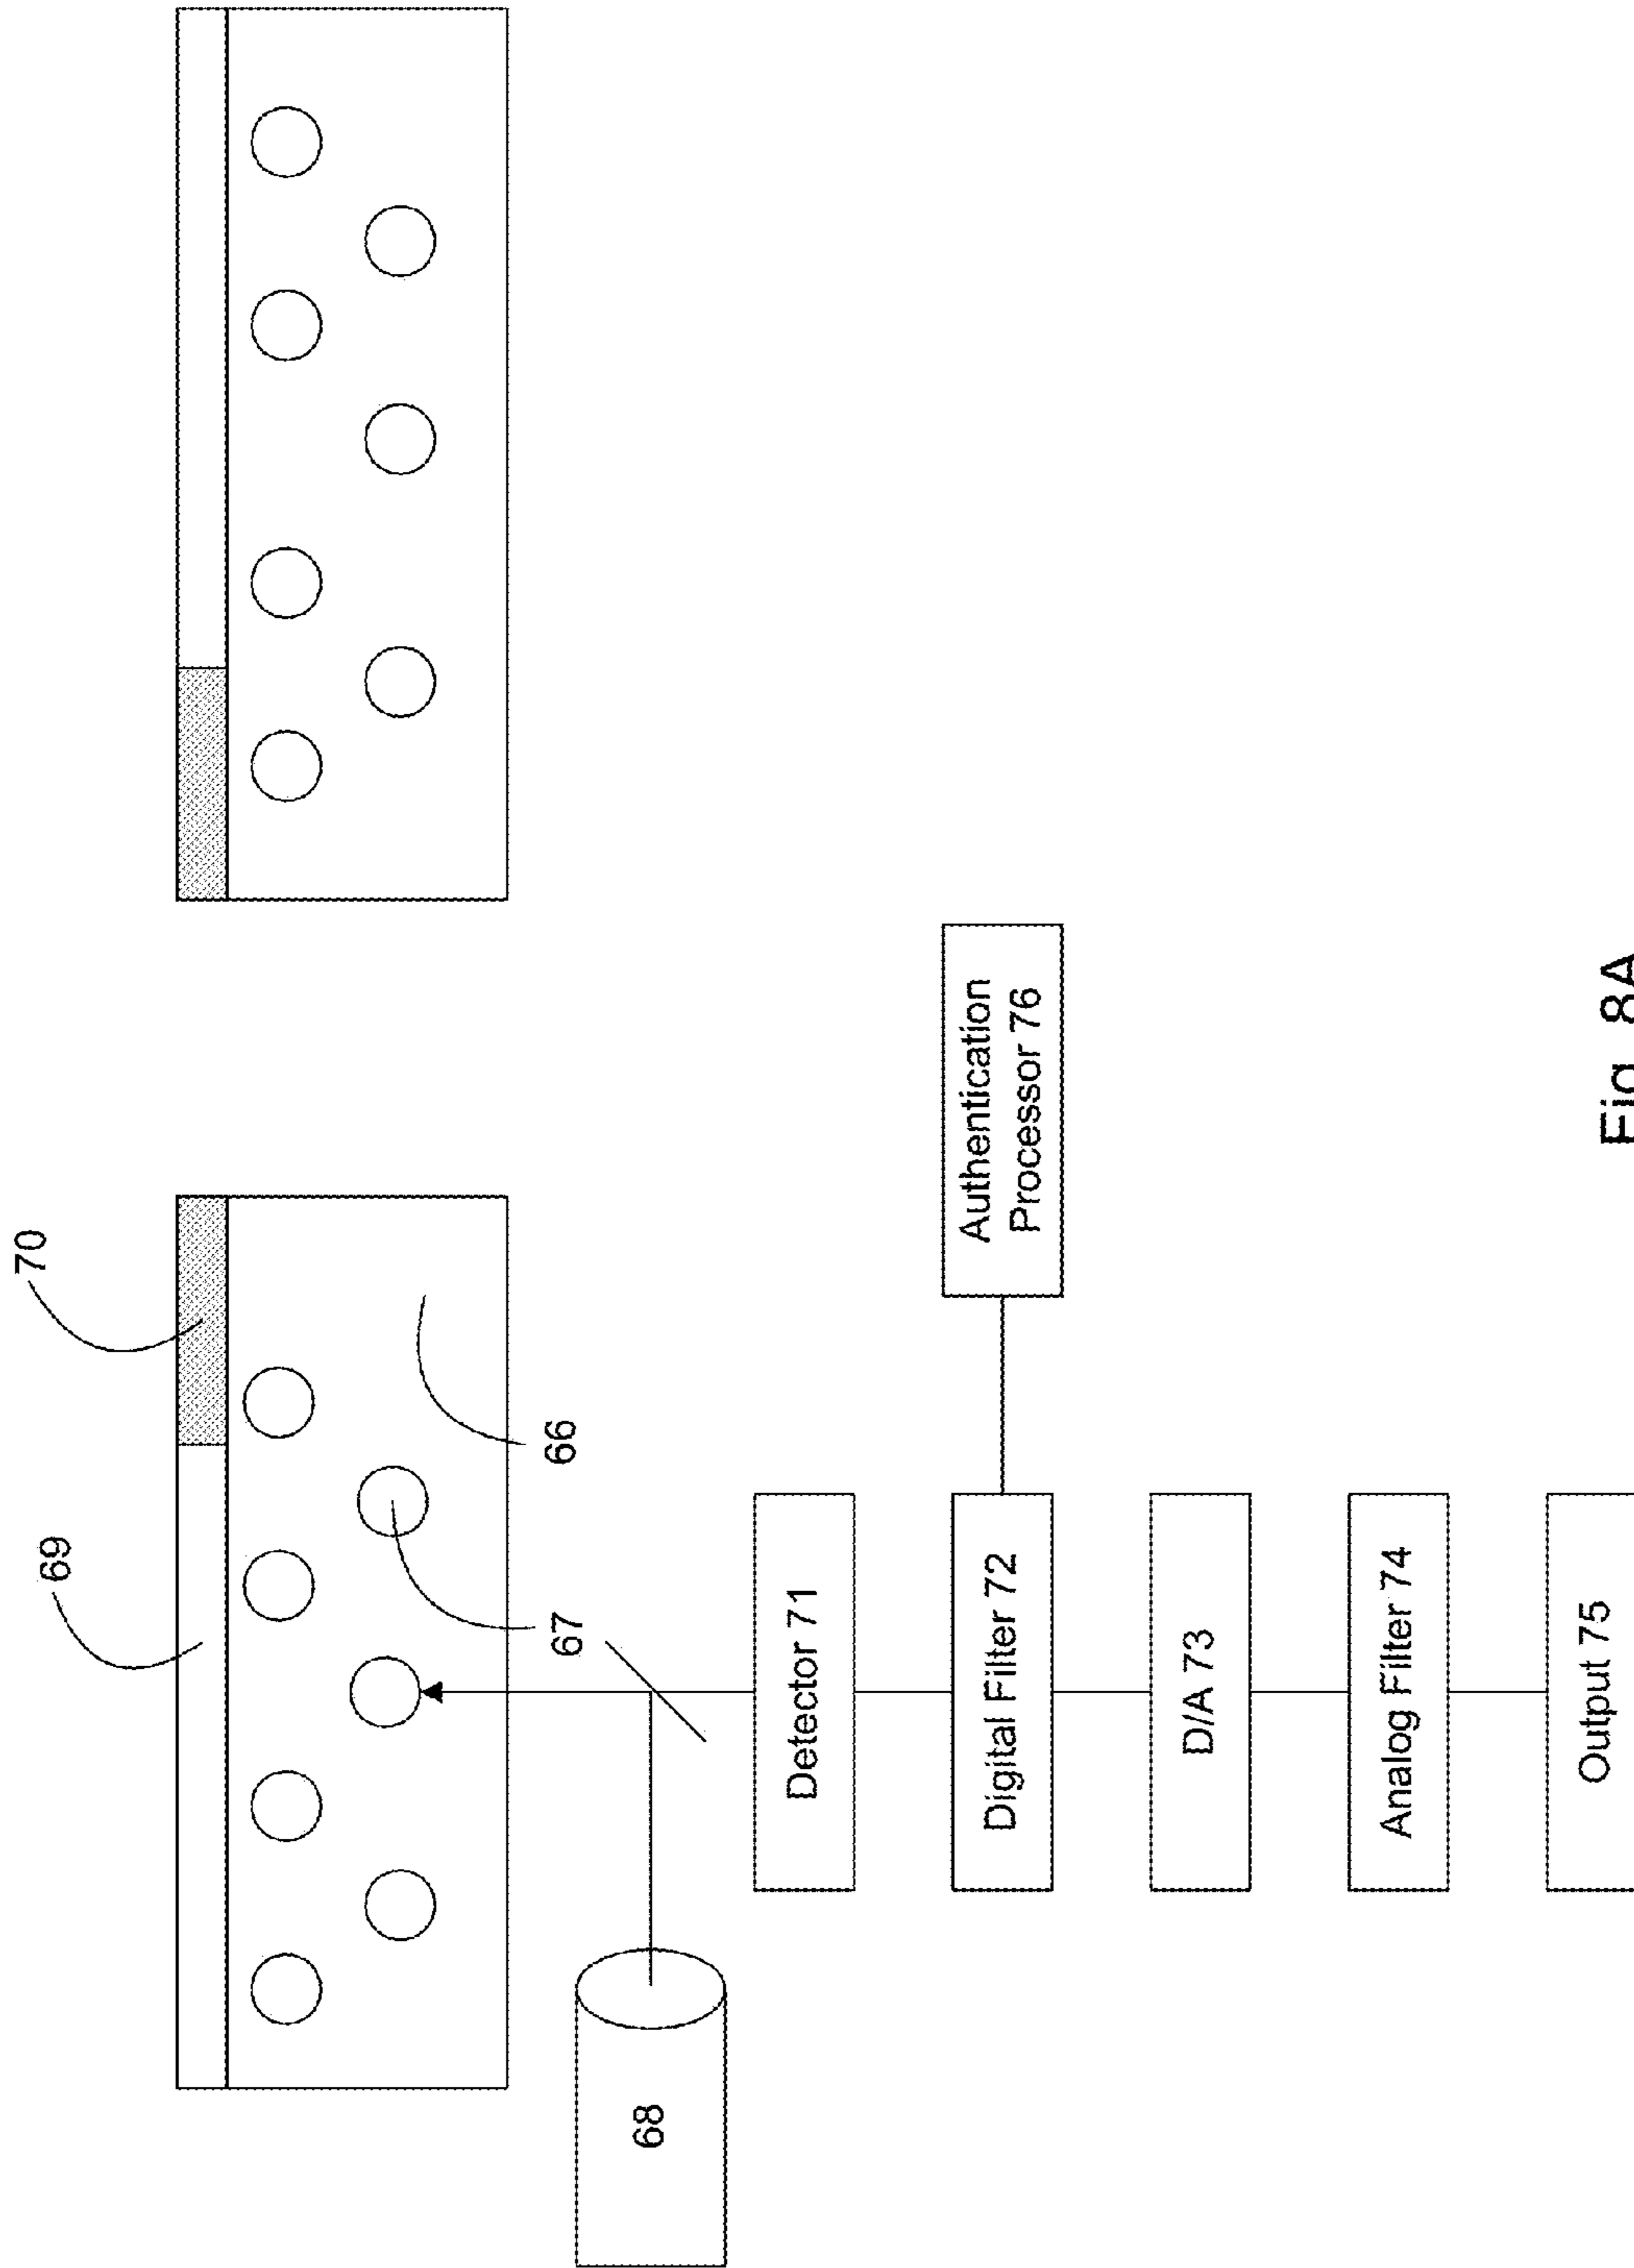 70
69
67
66
68
Detector 71
Digital Filter 72
Authentication
Processor 76
D/A 73
Analog Filter 74
Output 75
Fig. 8A